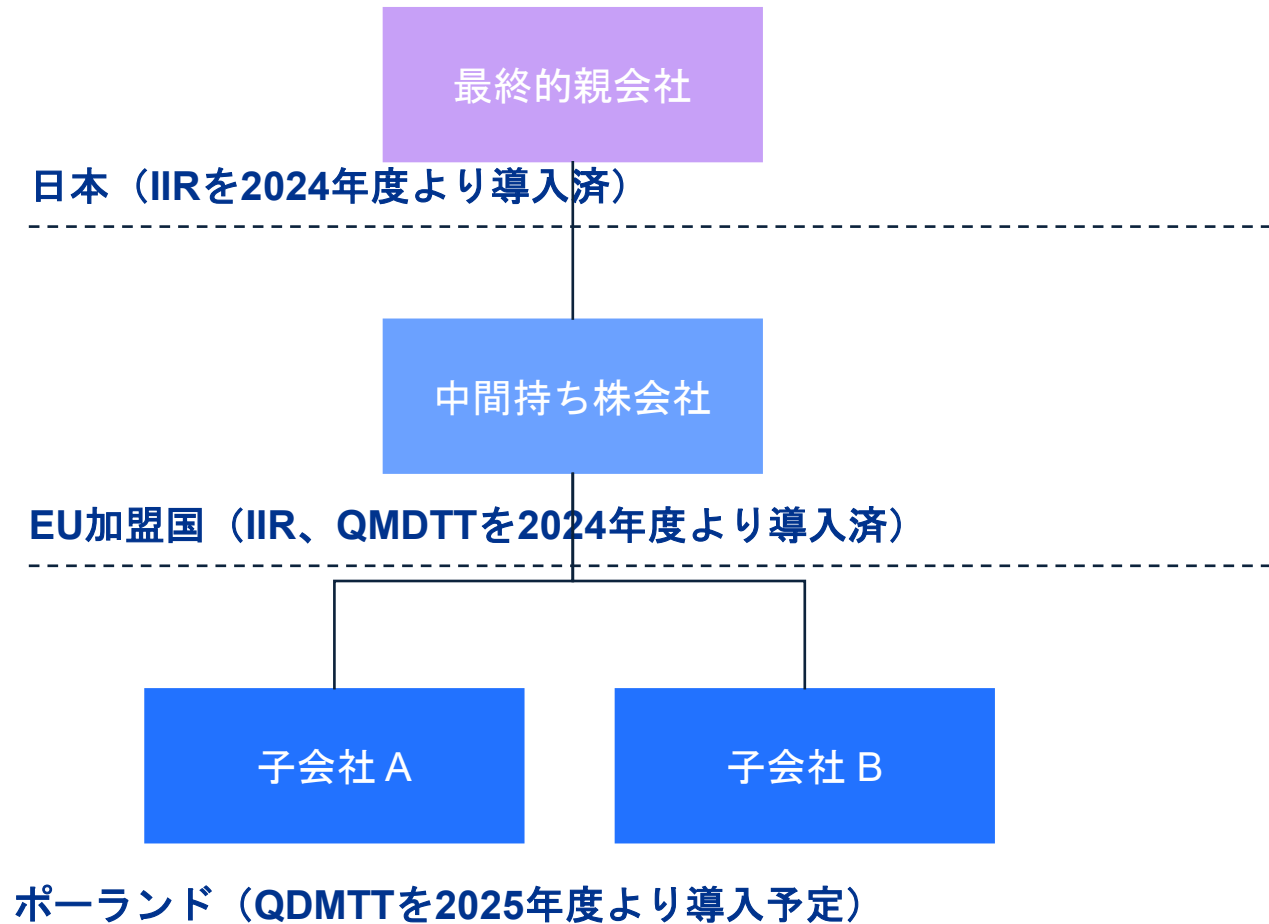 最終的親会社
日本（IIRを2024年度より導入済）
中間持ち株会社
EU加盟国（IIR、QMDTTを2024年度より導入済）
子会社Ａ
子会社Ｂ
ポーランド（QDMTTを2025年度より導入予定）